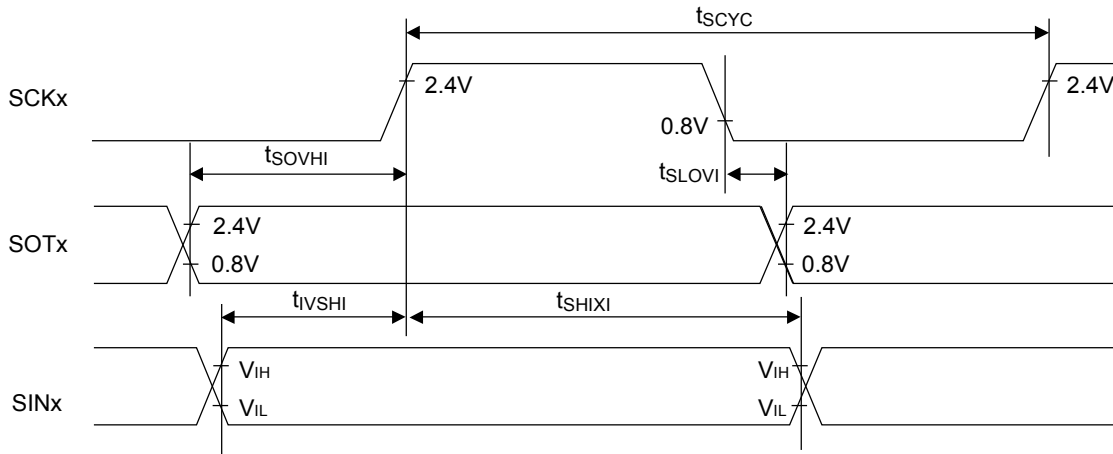 tSCYC
SCKx
2.4V
0.8V
2.4V
tSOVHI
tSLOVI
SOTx
2.4V
0.8V
2.4V
0.8V
tIVSHI
tSHIXI
SINx
VIH
VIL
VIH
VIL